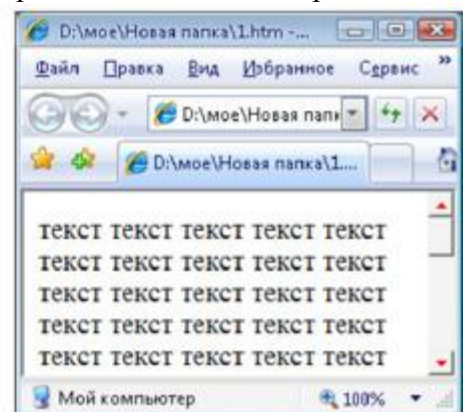 D:\мое\Новая папка\1.htm -...
Файл Правка Вид Избранное Сервис »
D:\мое\Новая папк
D:\мое\Новая папка\1....
текст текст текст текст текст
текст текст текст текст текст
текст текст текст текст текст
текст текст текст текст текст
текст текст текст текст текст
Мой компьютер 100%